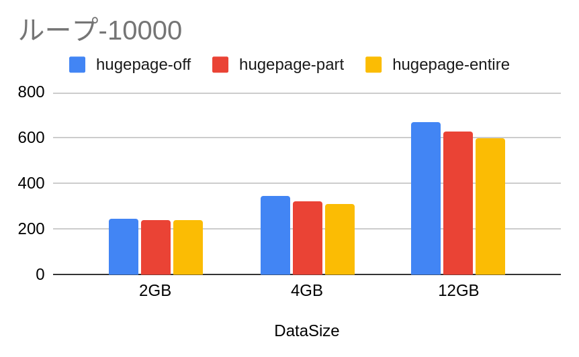 ループ-10000
hugepage-off hugepage-part hugepage-entire
800
600
400
200
0
2GB 4GB 12GB
DataSize